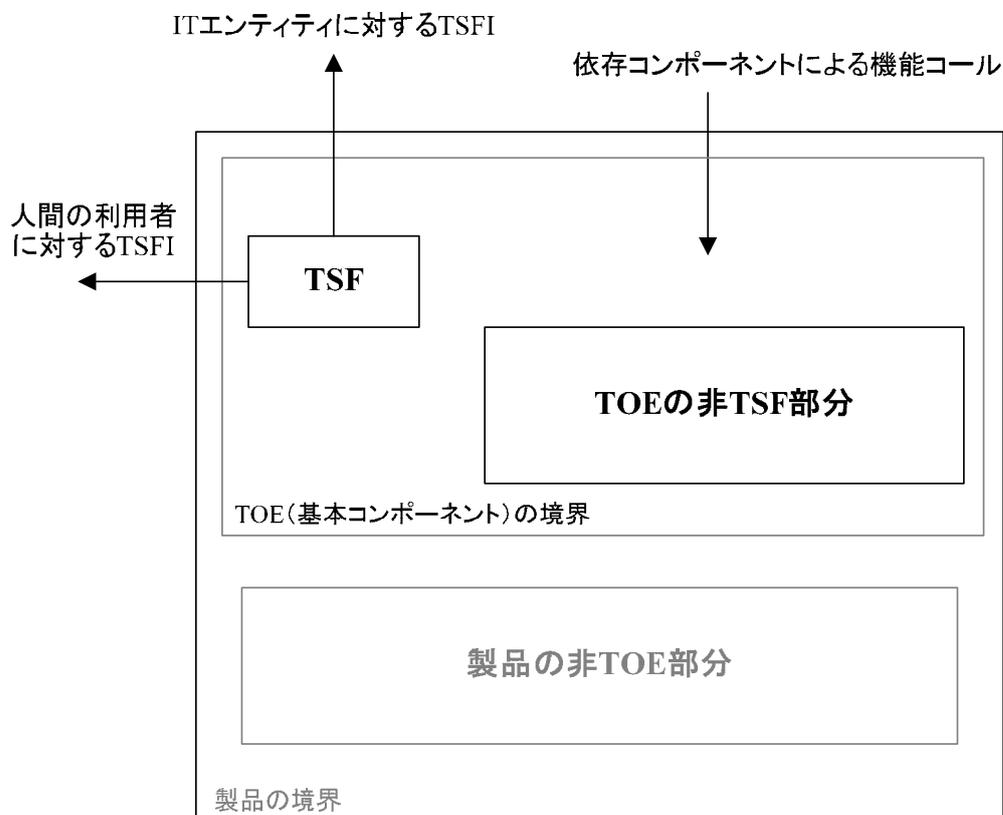 ITエンティティに対するTSFI
依存コンポーネントによる機能コール
人間の利用者
に対するTSFI
TSF
TOEの非TSF部分
TOE(基本コンポーネント)の境界
製品の非TOE部分
製品の境界